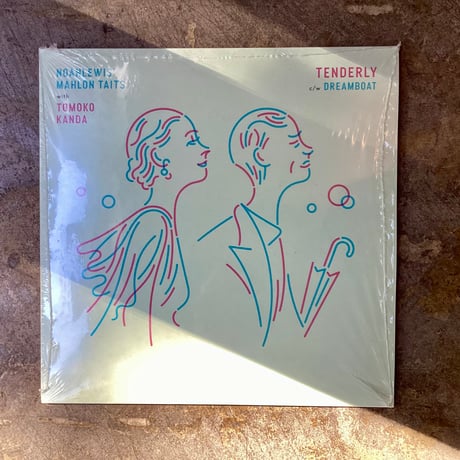 NOAHLEWIS'
MAHLON TAITS
with
TOMOKO
KANDA
TENDERLY
c/w DREAMBOAT